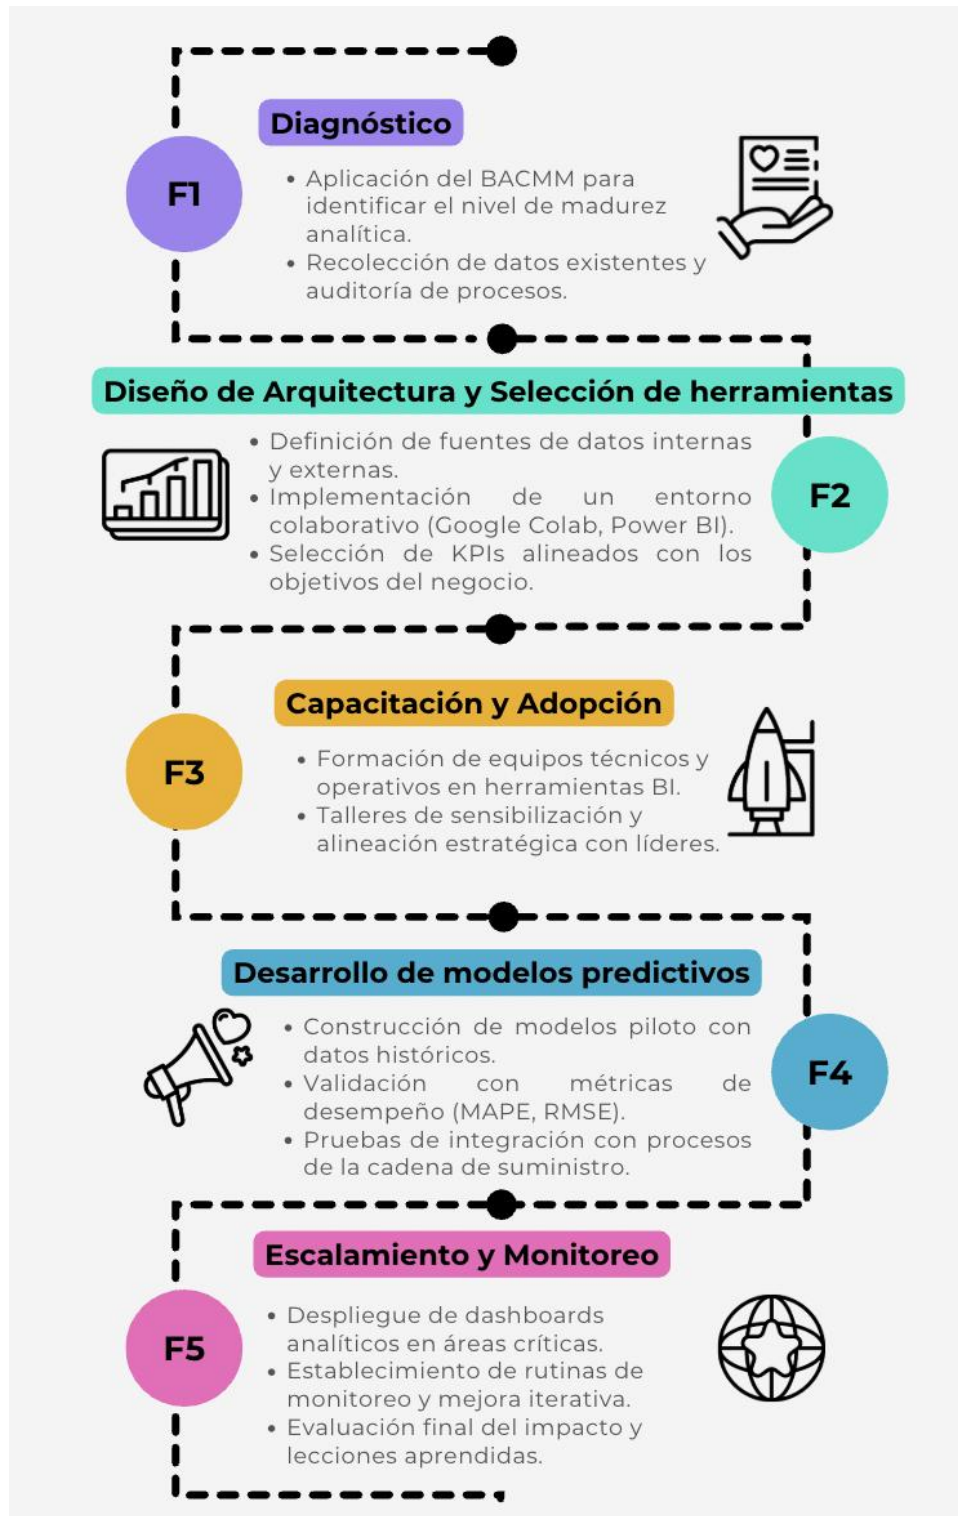 Diagnóstico
F1
• Aplicación del BACMM para
identificar el nivel de madurez
analítica.
• Recolección de datos existentes y
auditoría de procesos.
Diseño de Arquitectura y Selección de herramientas
F2
• Definición de fuentes de datos internas
y externas.
• Implementación de un entorno
colaborativo (Google Colab, Power BI).
• Selección de KPIs alineados con los
objetivos del negocio.
Capacitación y Adopción
F3
• Formación de equipos técnicos y
operativos en herramientas BI.
• Talleres de sensibilización y
alineación estratégica con líderes.
Desarrollo de modelos predictivos
F4
• Construcción de modelos piloto con
datos históricos.
• Validación con métricas de
desempeño (MAPE, RMSE).
• Pruebas de integración con procesos
de la cadena de suministro.
Escalamiento y Monitoreo
F5
• Despliegue de dashboards
analíticos en áreas críticas.
• Establecimiento de rutinas de
monitoreo y mejora iterativa.
• Evaluación final del impacto y
lecciones aprendidas.